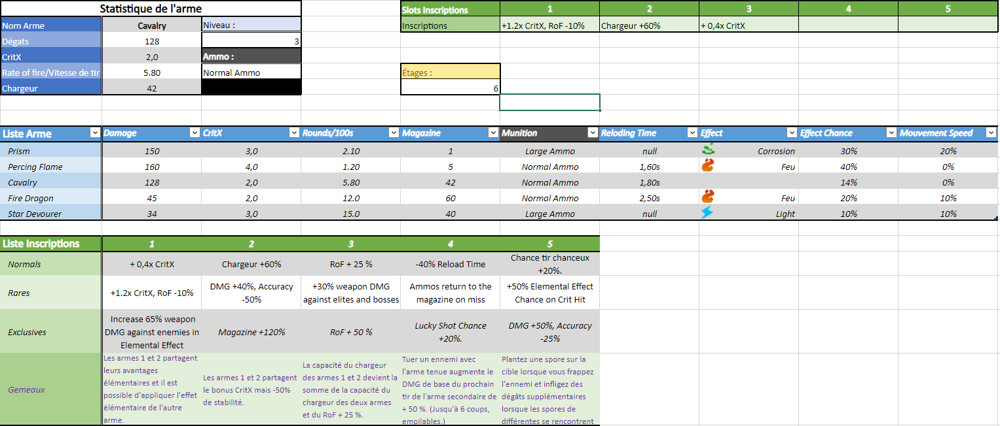 Statistique de l'arme
Slots Inscriptions 1 2 3 4 5
Nom Arme Cavalry Niveau :
Inscriptions +1.2x CritX, RoF -10% Chargeur +60% + 0,4x CritX
Dégats 128 3
CritX 2,0 Ammo :
Rate of fire/Vitesse de tir 5.80 Normal Ammo
Étages :
Chargeur 42
6
Liste Arme Damage CritX Rounds/100s Magazine Munition Reloding Time Effect Effect Chance Mouvement Speed
Prism 150 3,0 2.10 1 Large Ammo null Corrosion 30% 20%
Percing Flame 160 4,0 1.20 5 Normal Ammo 1,60s Feu 40% 0%
Cavalry 128 2,0 5.80 42 Normal Ammo 1,80s 14% 0%
Fire Dragon 45 2,0 12.0 60 Normal Ammo 2,50s Feu 20% 10%
Star Devourer 34 3,0 15.0 40 Large Ammo null Light 10% 10%
Liste Inscriptions 1 2 3 4 5
Normals
+ 0,4x CritX
Chargeur +60%
RoF + 25 %
-40% Reload Time
Chance tir chanceux
+20%.
Rares
+1.2x CritX, RoF -10%
DMG +40%, Accuracy
-50%
+30% weapon DMG
against elites and bosses
Ammos return to the
magazine on miss
+50% Elemental Effect
Chance on Crit Hit
Exclusives
Increase 65% weapon
DMG against enemies in
Elemental Effect
Magazine +120%
RoF + 50 %
Lucky Shot Chance
+20%.
DMG +50%, Accuracy
-25%
Gemeaux
Les armes 1 et 2 partagent
leurs avantages
élémentaires et il est
possible d'appliquer l'effet
élémentaire de l'autre
arme.
Les armes 1 et 2 partagent
le bonus CritX mais -50%
de stabilité.
La capacité du chargeur
des armes 1 et 2 devient la
somme de la capacité du
chargeur des deux armes
et du RoF + 25 %.
Tuer un ennemi avec
l'arme tenue augmente le
DMG de base du prochain
tir de l'arme secondaire de
+ 50 %. (Jusqu'à 6 coups,
empilables.)
Plantez une spore sur la
cible lorsque vous frappez
l'ennemi et infligez des
dégâts supplémentaires
lorsque les spores de
différentes se rencontrent